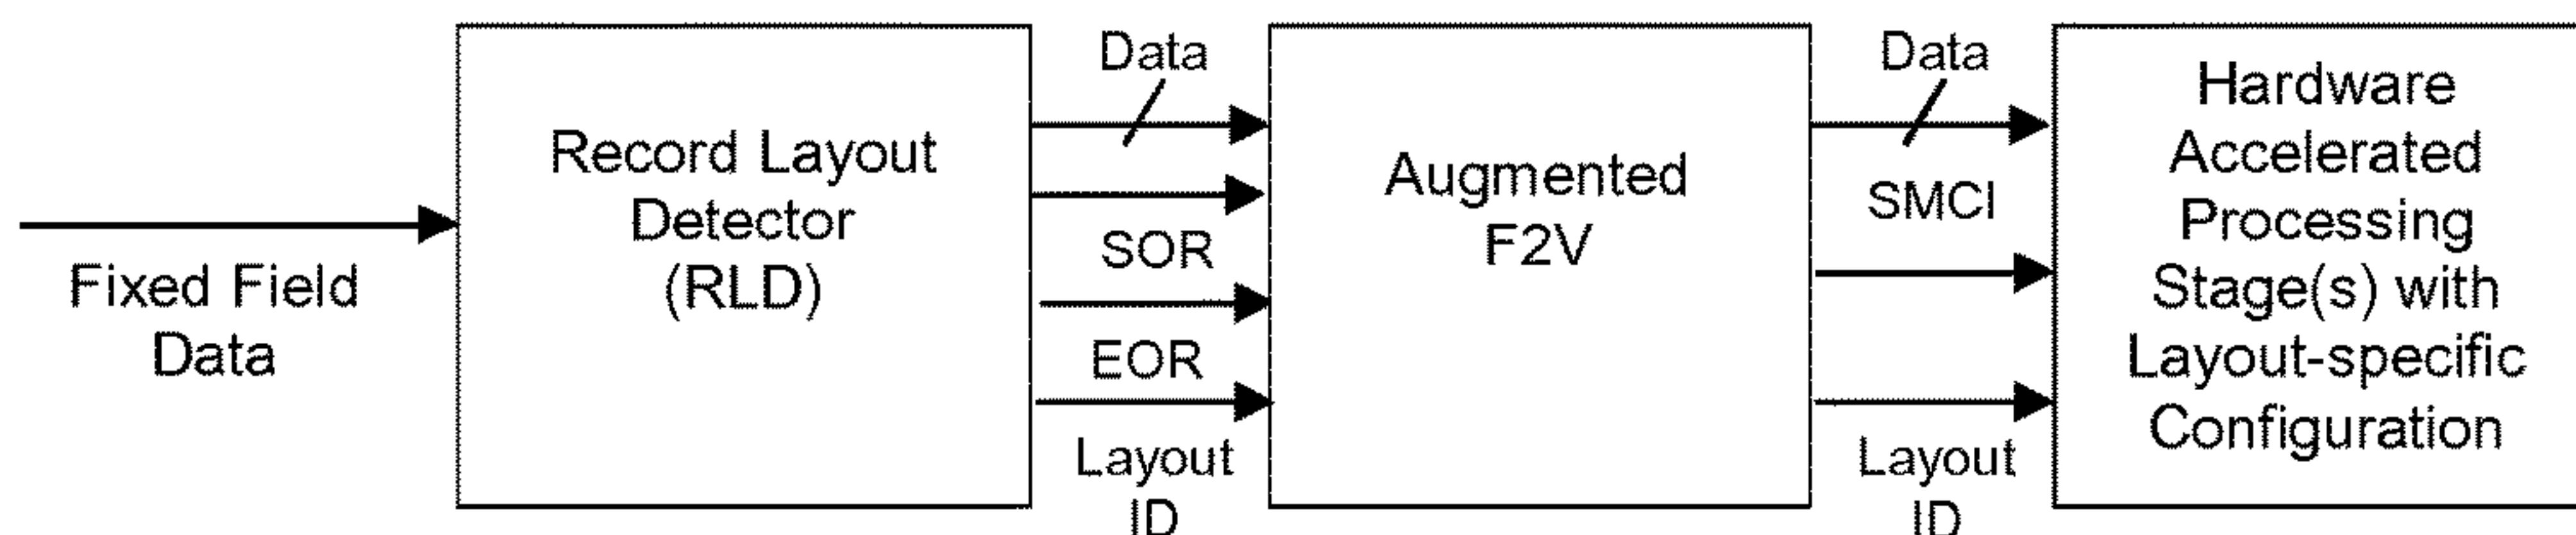 Fixed Field
Data
Record Layout
Detector
(RLD)
Data
SOR
EOR
Layout
ID
Augmented
F2V
Data
SMCI
Layout
ID
Hardware
Accelerated
Processing
Stage(s) with
Layout-specific
Configuration